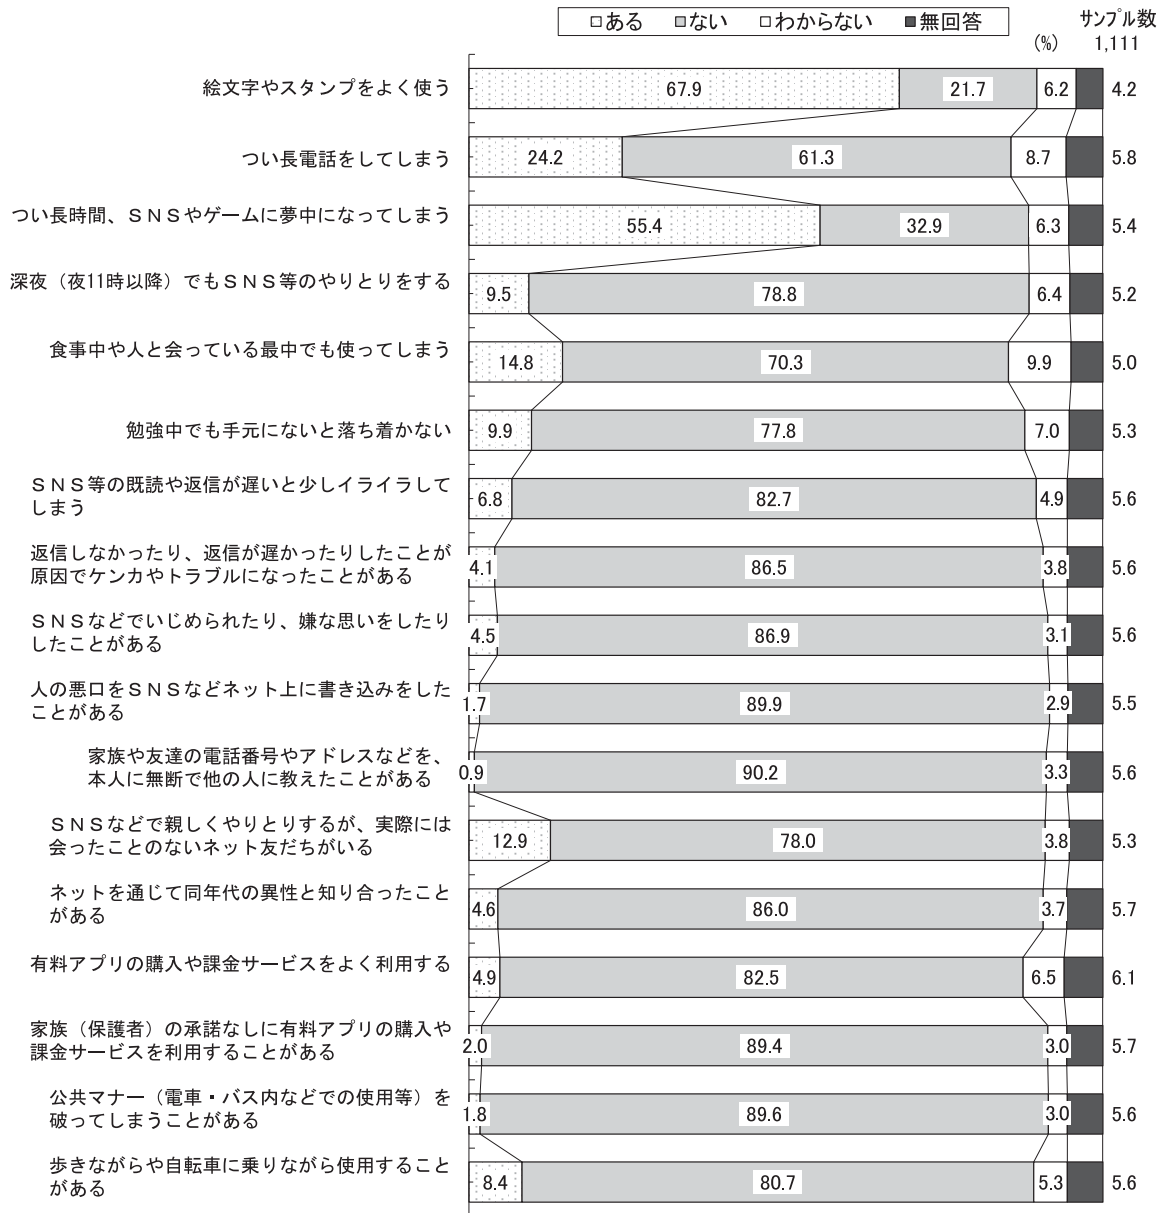 ある ない わからない 無回答
サンプル数
(%) 1,111
絵文字やスタンプをよく使う
67.9 21.7 6.2 4.2
つい長電話をしてしまう
24.2 61.3 8.7 5.8
つい長時間、ＳＮＳやゲームに夢中になってしまう
55.4 32.9 6.3 5.4
深夜（夜11時以降）でもＳＮＳ等のやりとりをする
9.5 78.8 6.4 5.2
食事中や人と会っている最中でも使ってしまう
14.8 70.3 9.9 5.0
勉強中でも手元にないと落ち着かない
9.9 77.8 7.0 5.3
ＳＮＳ等の既読や返信が遅いと少しイライラして
しまう
6.8 82.7 4.9 5.6
返信しなかったり、返信が遅かったりしたことが
原因でケンカやトラブルになったことがある
4.1 86.5 3.8 5.6
ＳＮＳなどでいじめられたり、嫌な思いをしたり
したことがある
4.5 86.9 3.1 5.6
人の悪口をＳＮＳなどネット上に書き込みをした
ことがある
1.7 89.9 2.9 5.5
家族や友達の電話番号やアドレスなどを、
本人に無断で他の人に教えたことがある
0.9 90.2 3.3 5.6
ＳＮＳなどで親しくやりとりするが、実際には
会ったことのないネット友だちがいる
12.9 78.0 3.8 5.3
ネットを通じて同年代の異性と知り合ったこと
がある
4.6 86.0 3.7 5.7
有料アプリの購入や課金サービスをよく利用する
4.9 82.5 6.5 6.1
家族（保護者）の承諾なしに有料アプリの購入や
課金サービスを利用することがある
2.0 89.4 3.0 5.7
公共マナー（電車・バス内などでの使用等）を
破ってしまうことがある
1.8 89.6 3.0 5.6
歩きながらや自転車に乗りながら使用すること
がある
8.4 80.7 5.3 5.6